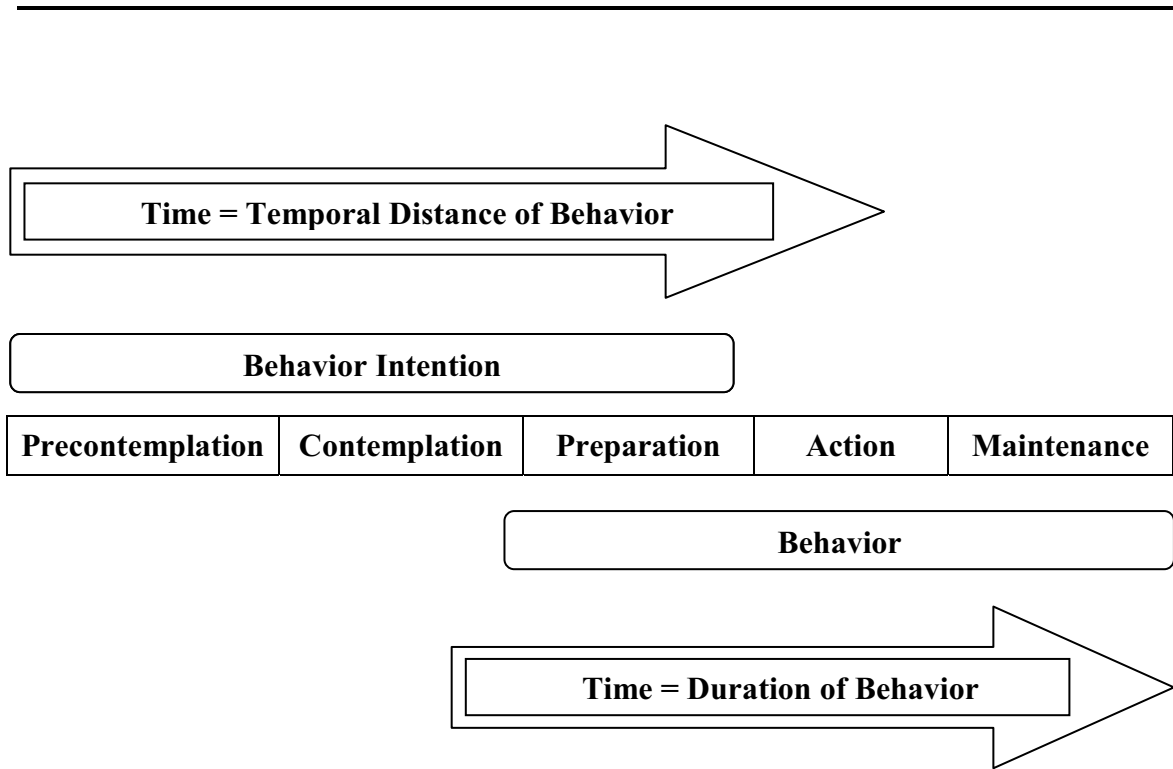 Time = Temporal Distance of Behavior
Behavior Intention
Precontemplation Contemplation Preparation Action Maintenance
Behavior
Time = Duration of Behavior